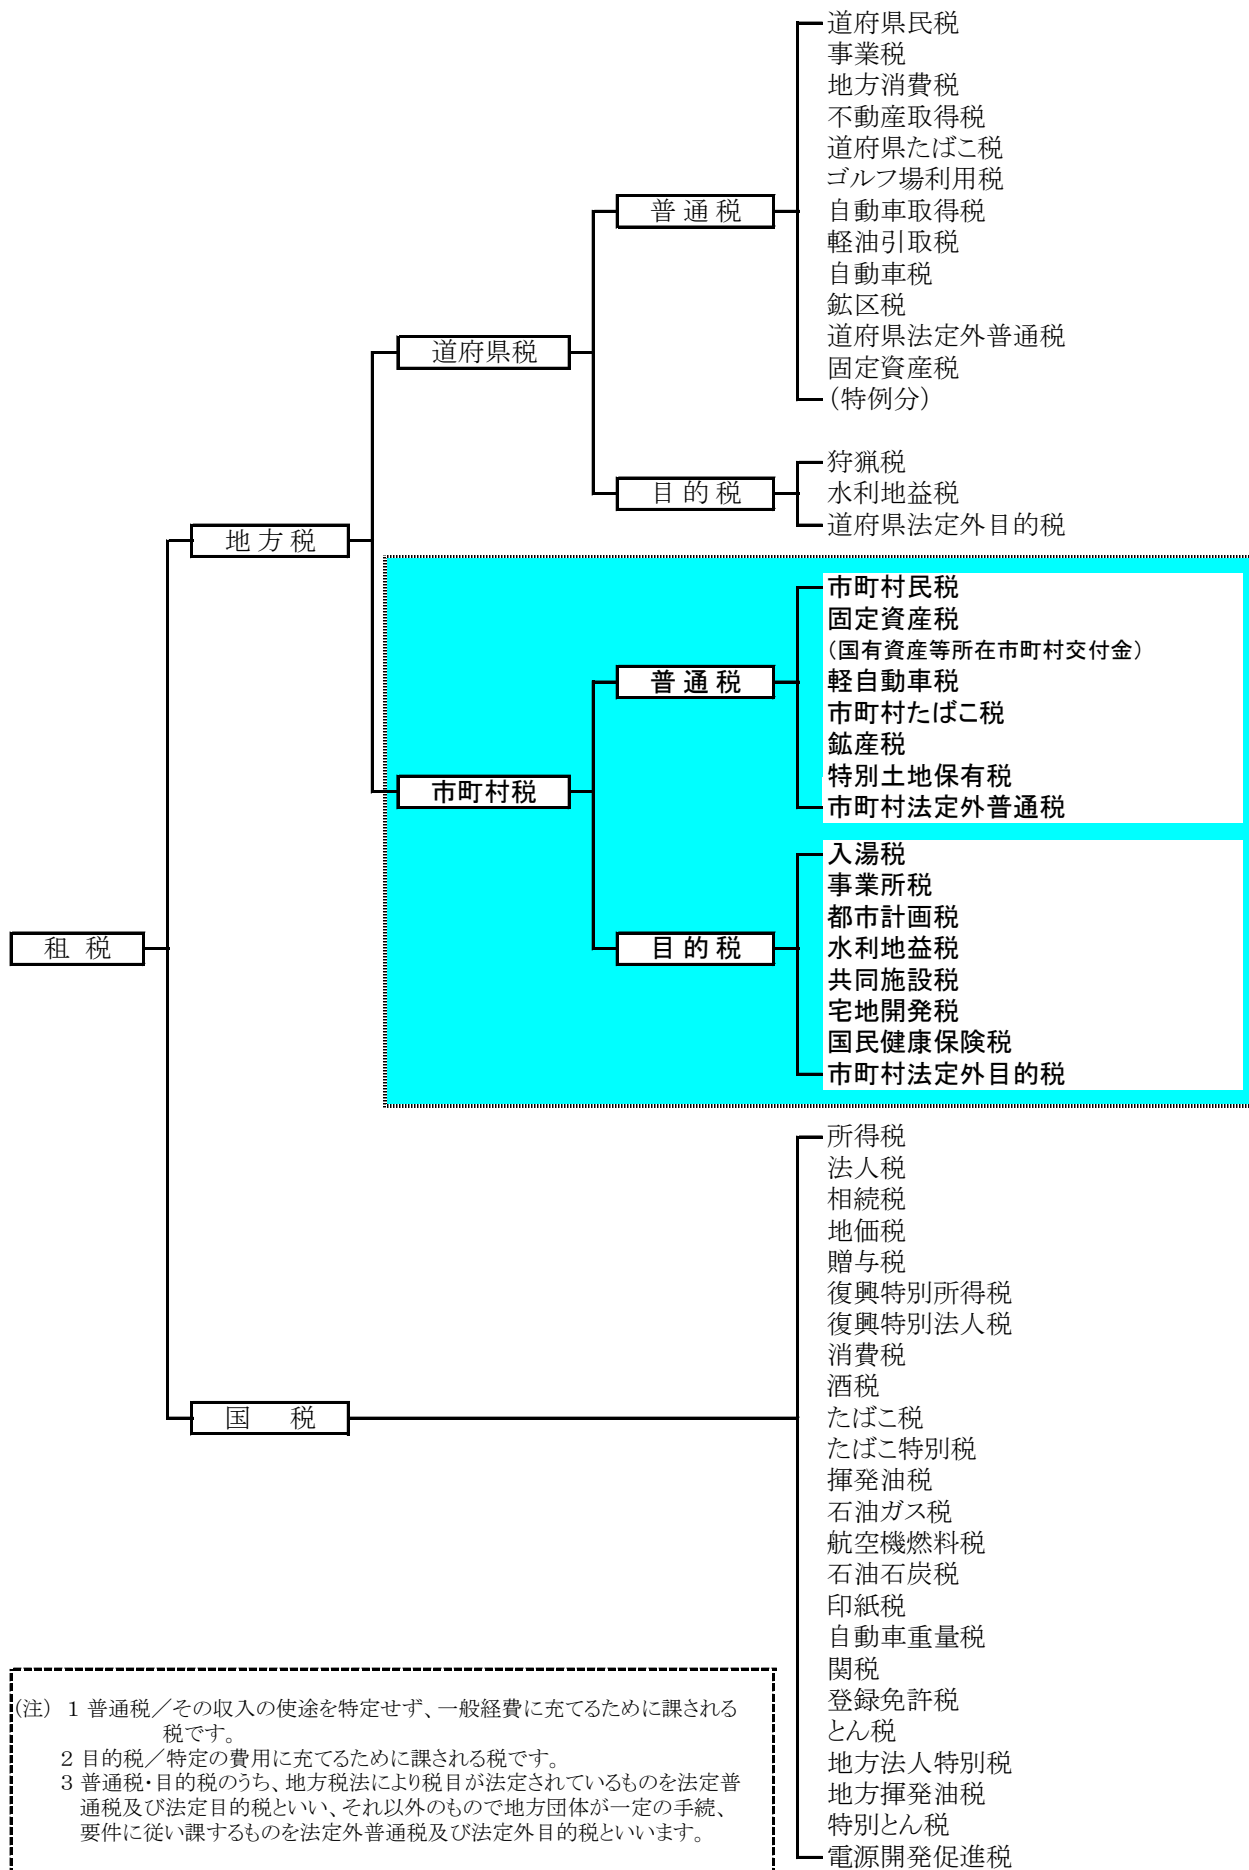 道府県民税
事業税
地方消費税
不動産取得税
道府県たばこ税
ゴルフ場利用税
普通税
自動車取得税
軽油引取税
自動車税
鉱区税
道府県法定外普通税
道府県税
固定資産税
(特例分)
狩猟税
目的税
水利地益税
道府県法定外目的税
地方税
市町村民税
固定資産税
(国有資産等所在市町村交付金)
普通税
軽自動車税
市町村たばこ税
鉱産税
特別土地保有税
市町村税
市町村法定外普通税
入湯税
事業所税
都市計画税
目的税
水利地益税
共同施設税
宅地開発税
国民健康保険税
市町村法定外目的税
租税
所得税
法人税
相続税
地価税
贈与税
復興特別所得税
復興特別法人税
消費税
酒税
国 税
たばこ税
たばこ特別税
揮発油税
石油ガス税
航空機燃料税
石油石炭税
印紙税
自動車重量税
関税
登録免許税
とん税
地方法人特別税
地方揮発油税
特別とん税
電源開発促進税
(注) 1 普通税／その収入の使途を特定せず、一般経費に充てるために課される
税です。
2 目的税／特定の費用に充てるために課される税です。
3 普通税・目的税のうち、地方税法により税目が法定されているものを法定普
通税及び法定目的税といい、それ以外のもので地方団体が一定の手続、
要件に従い課するものを法定外普通税及び法定外目的税といいます。